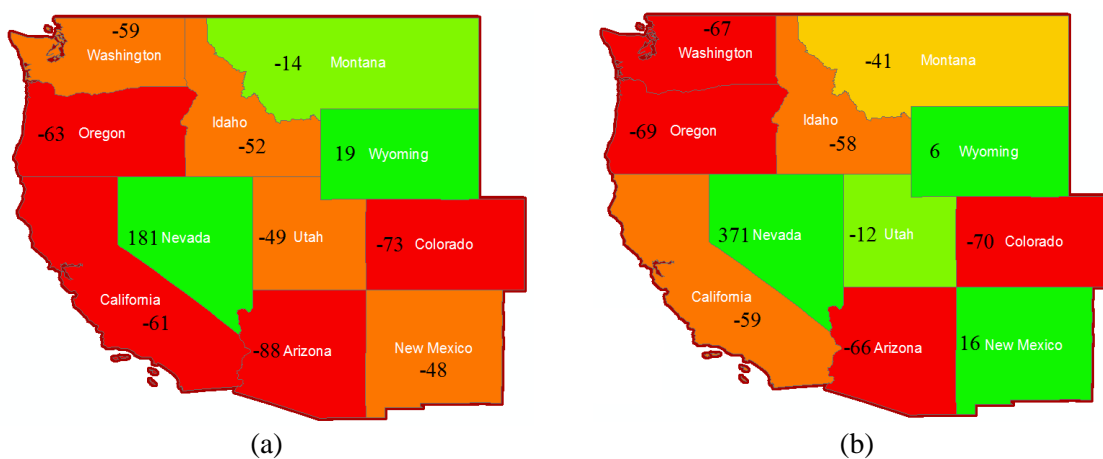 -59
Washington
-14 Montana
-63 Oregon
Idaho
-52
19 Wyoming
181 Nevada
-49 Utah
-73 Colorado
California
-61
-88 Arizona
New Mexico
-48
(a)
-67
Washington
-41 Montana
-69 Oregon
Idaho
-58
6 Wyoming
371 Nevada
-12 Utah
-70 Colorado
California
-59
-66 Arizona
16 New Mexico
(b)